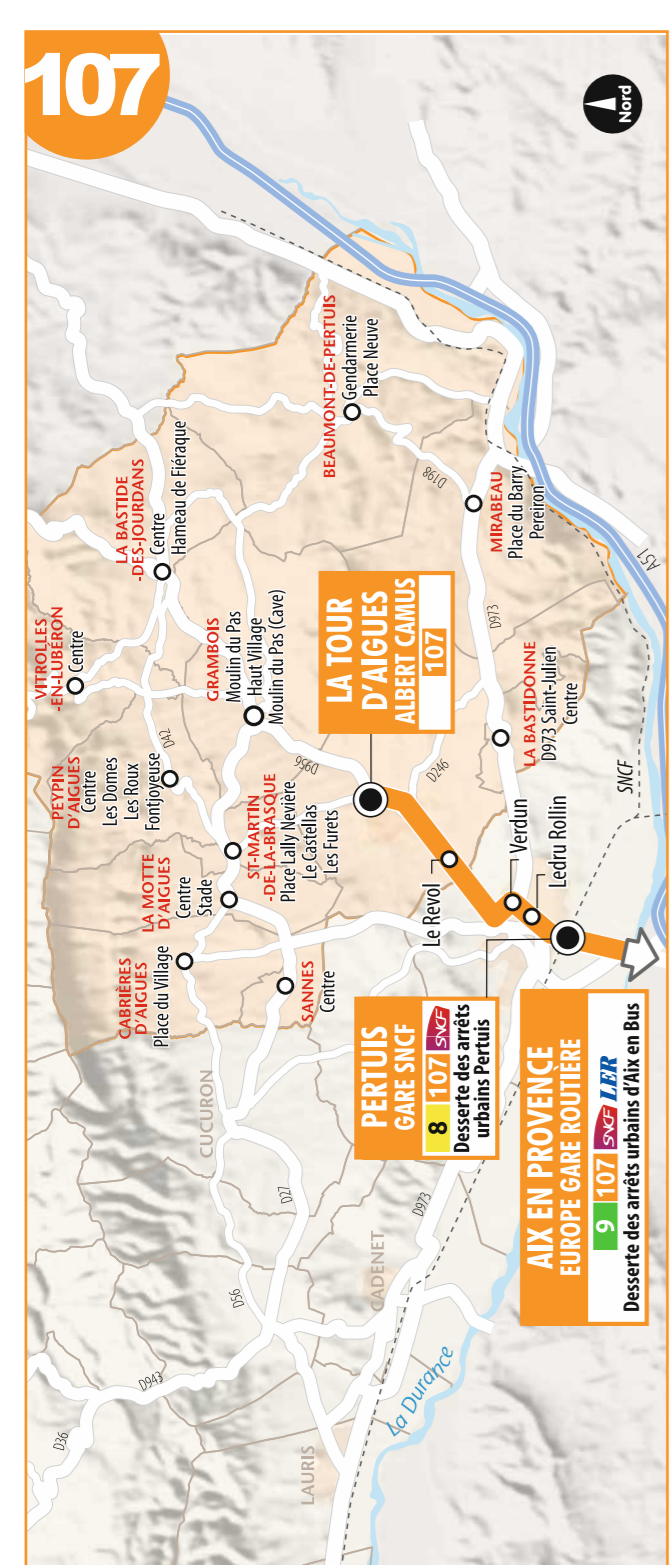 107
Nord
VITROLLES
-EN-LUBÉRON
Centre
LA BASTIDE
-DES-JOURDANS
Centre
Hameau de Fiéraque
PEYPIN
D'AIGUES
Centre
Les Domes
Les Roux
Fontjoyeuse
D42
LA MOTTE
D'AIGUES
Centre
Stade
CABRIÈRES
D'AIGUES
Place du Village
ST-MARTIN
-DE-LA-BRASQUE
Place Lally Nevière
Le Castellas
Les Furets
GRAMBOIS
Moulin du Pas
Haut Village
Moulin du Pas (Cave)
BEAUMONT-DE-PERTUIS
Gendarmerie
Place Neuve
SANNES
Centre
CUCURON
D27
D56
D943
D36
D956
LA TOUR
D'AIGUES
ALBERT CAMUS
107
D246
D198
MIRABEAU
Place du Barry
Pereiron
D973
LA BASTIDONNE
D973 Saint-Julien
Centre
A51
SNCF
Le Revol
Verdun
Ledru Rollin
PERTUIS
GARE SNCF
8 107 SNCF
Desserte des arrêts
urbains Pertuis
AIX EN PROVENCE
EUROPE GARE ROUTIÈRE
9 107 SNCF LER
Desserte des arrêts urbains d'Aix en Bus
D973
CADENET
La Durance
LAURIS